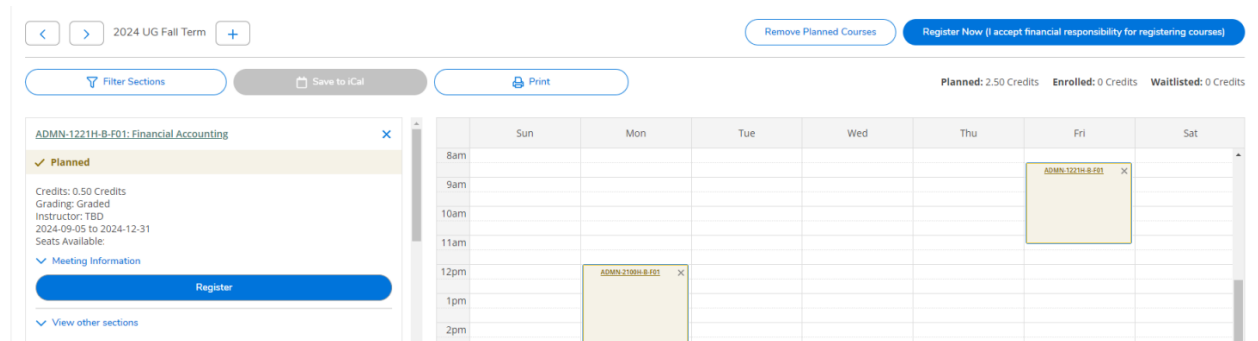 2024 UG Fall Term
Remove Planned Courses
Register Now (I accept financial responsibility for registering courses)
Filter Sections
Save to iCal
Print
Planned: 2.50 Credits Enrolled: 0 Credits Waitlisted: 0 Credits
ADMN-1221H-B-F01: Financial Accounting
Planned
Credits: 0.50 Credits
Grading: Graded
Instructor: TBD
2024-09-05 to 2024-12-31
Seats Available:
Meeting Information
Register
View other sections
Sun Mon Tue Wed Thu Fri Sat
8am
ADMN-1221H-B-F01
9am
10am
11am
12pm
ADMN-2100H-B-F01
1pm
2pm